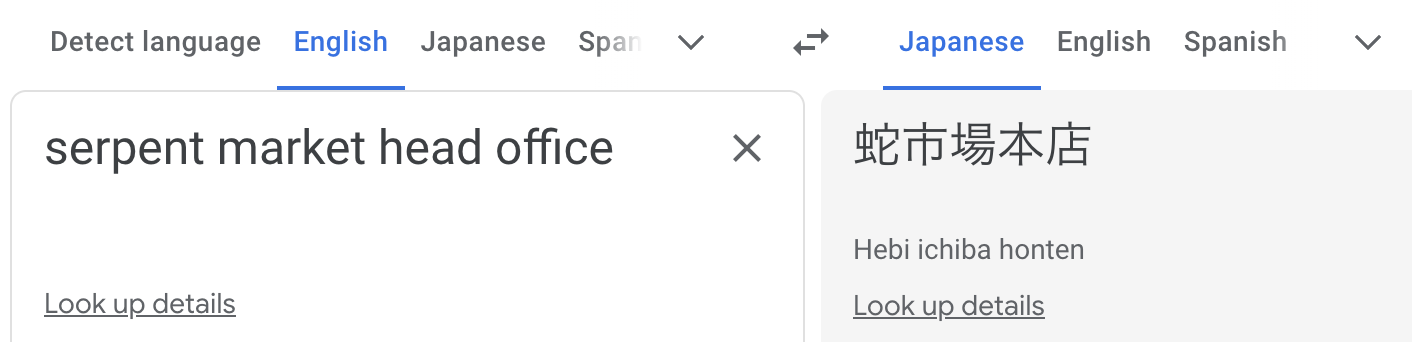 Detect language English Japanese Span
Japanese English Spanish
serpent market head office
蛇市場本店
Hebi ichiba honten
Look up details
Look up details